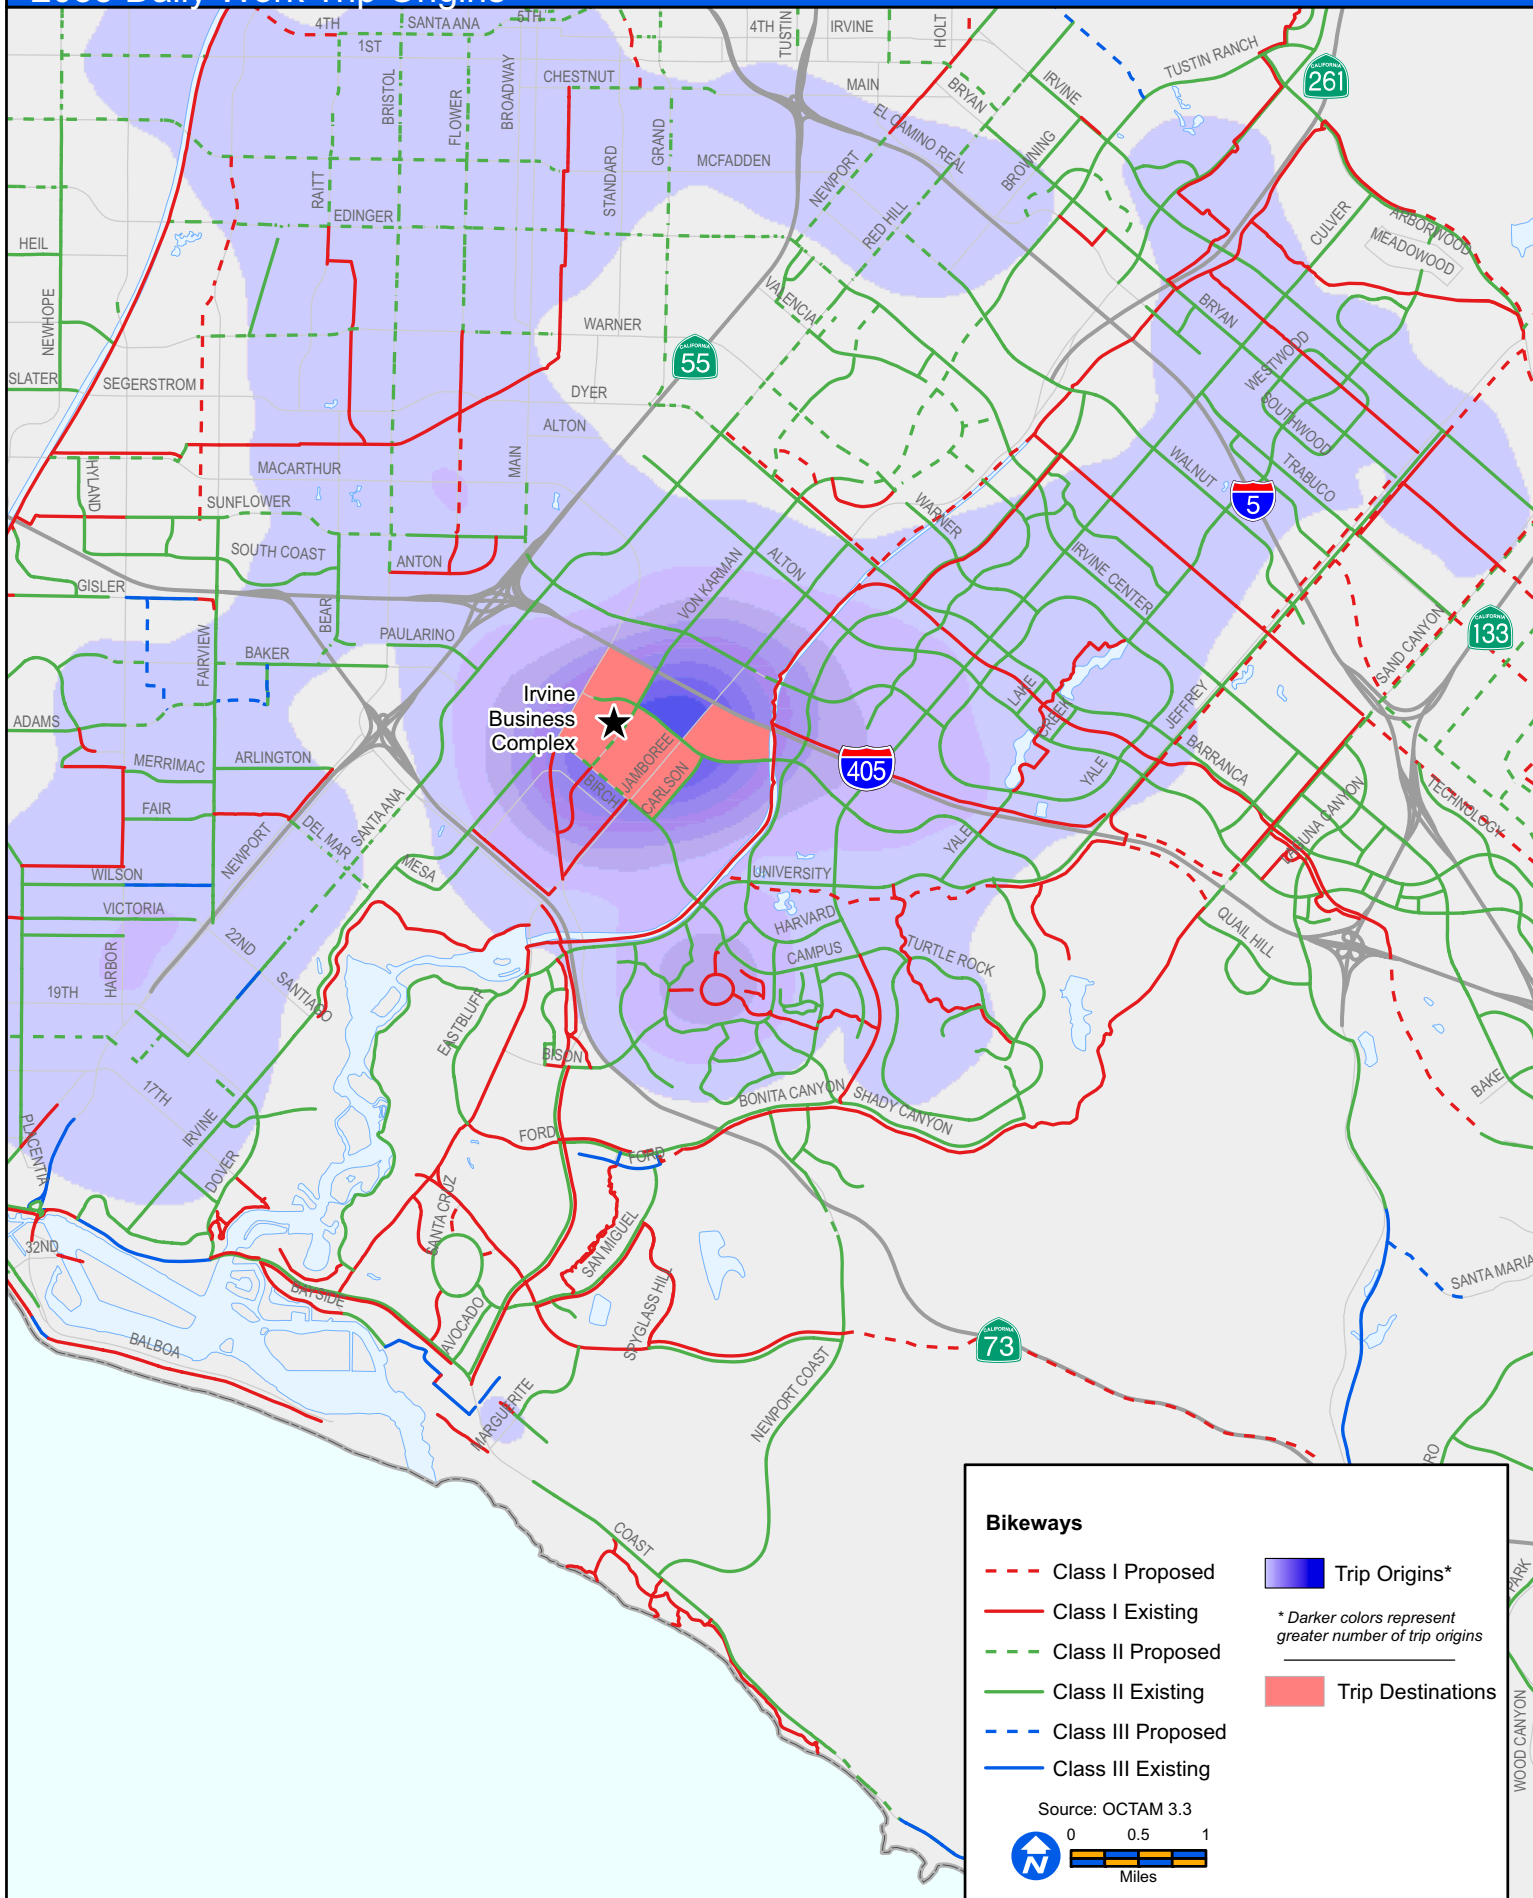 4TH
SANTA ANA
5TH
4TH
TUSTIN
IRVINE
HOLT
1ST
TUSTIN RANCH
CALIFORNIA
261
BRISTOL
FLOWER
BROADWAY
CHESTNUT
MAIN
BRYAN
IRVINE
EL CAMINO REAL
BROWNING
GRAND
MCFADDEN
STANDARD
RAITT
EDINGER
NEWPORT
RED HILL
CULVER
ARBORWOOD
MEADOWOOD
HEIL
NEWHOPE
VALENCIA
WARNER
BRYAN
CALIFORNIA
55
WESTWOOD
SLATER
SEGERSTROM
DYER
SOUTHWOOD
ALTON
MACARTHUR
MAIN
WALNUT
TRABUCO
HYLAND
SUNFLOWER
WARNER
5
SOUTH COAST
ANTON
VON KARMAN
ALTON
IRVINE CENTER
GISLER
BEAR
PAULARINO
SAND CANYON
CALIFORNIA
133
FAIRVIEW
BAKER
LAKE
CREEK
JEFFREY
Irvine
Business
Complex
ADAMS
MERRIMAC
ARLINGTON
JAMBOREE
BIRCH
CARLSON
405
YALE
BARRANCA
TECHNOLOGY
FAIR
DEL MAR
SANTA ANA
NEWPORT
MESA
YALE
LAGUNA CANYON
WILSON
UNIVERSITY
VICTORIA
HARVARD
CAMPUS
TURTLE ROCK
QUAIL HILL
22ND
HARBOR
19TH
SANTIAGO
EASTBLUFF
BISON
17TH
BONITA CANYON
SHADY CANYON
BAKE
PLACENTIA
IRVINE
DOVER
FORD
FORD
SANTA CRUZ
SAN MIGUEL
32ND
SPYGLASS HILL
SANTA MARIA
BAYSIDE
AVOCADO
BALBOA
CALIFORNIA
73
MARGUERITE
NEWPORT COAST
COAST
PARK
WOOD CANYON
Bikeways
Class I Proposed
Class I Existing
Class II Proposed
Class II Existing
Class III Proposed
Class III Existing
Trip Origins*
* Darker colors represent
greater number of trip origins
Trip Destinations
Source: OCTAM 3.3
N
0 0.5 1
Miles